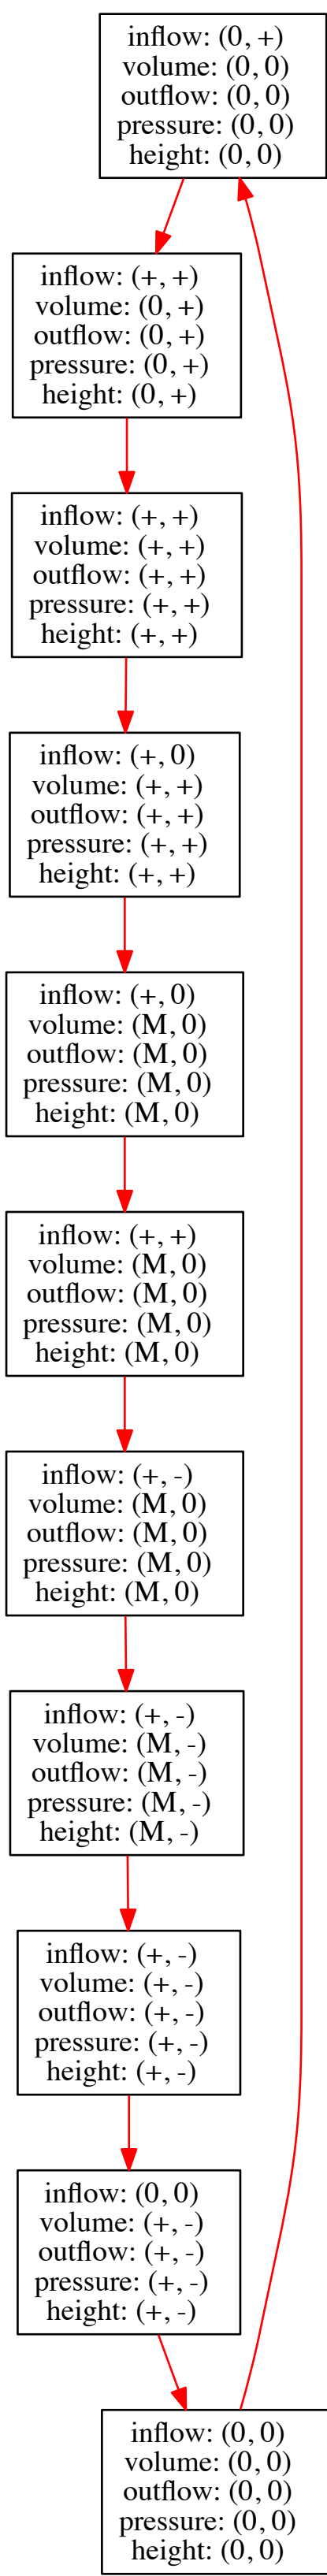 inflow: (0, +)
volume: (0, 0)
outflow: (0, 0)
pressure: (0, 0)
height: (0, 0)
inflow: (+, +)
volume: (0, +)
outflow: (0, +)
pressure: (0, +)
height: (0, +)
inflow: (+, +)
volume: (+, +)
outflow: (+, +)
pressure: (+, +)
height: (+, +)
inflow: (+, 0)
volume: (+, +)
outflow: (+, +)
pressure: (+, +)
height: (+, +)
inflow: (+, 0)
volume: (M, 0)
outflow: (M, 0)
pressure: (M, 0)
height: (M, 0)
inflow: (+, +)
volume: (M, 0)
outflow: (M, 0)
pressure: (M, 0)
height: (M, 0)
inflow: (+, -)
volume: (M, 0)
outflow: (M, 0)
pressure: (M, 0)
height: (M, 0)
inflow: (+, -)
volume: (M, -)
outflow: (M, -)
pressure: (M, -)
height: (M, -)
inflow: (+, -)
volume: (+, -)
outflow: (+, -)
pressure: (+, -)
height: (+, -)
inflow: (0, 0)
volume: (+, -)
outflow: (+, -)
pressure: (+, -)
height: (+, -)
inflow: (0, 0)
volume: (0, 0)
outflow: (0, 0)
pressure: (0, 0)
height: (0, 0)